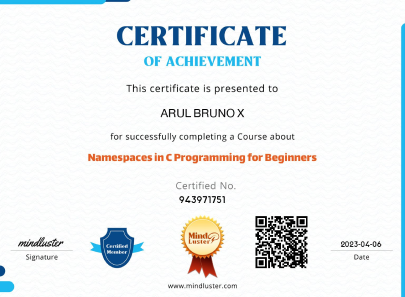 CERTIFICATE
OF ACHIEVEMENT
This certificate is presented to
ARUL BRUNO X
for successfully completing a Course about
Namespaces in C Programming for Beginners
Certified No.
943971751
mindluster
Signature
Certified
Member
Mind
Luster
2023-04-06
Date
www.mindluster.com